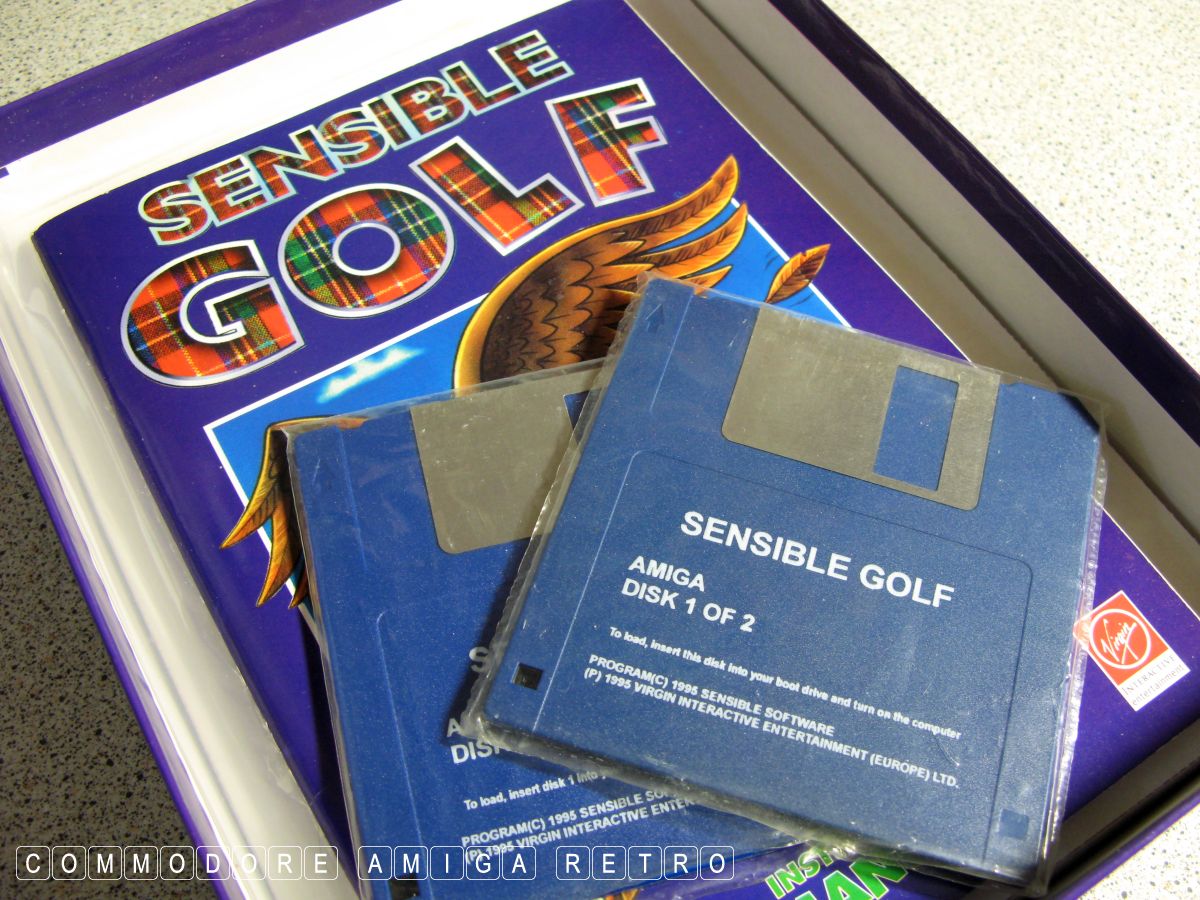 SENSIBLE
GOLF
SENSIBLE GOLF
AMIGA
DISK 1 OF 2
To load, insert this disk into your boot drive and turn on the computer
PROGRAM(C) 1995 SENSIBLE SOFTWARE
(P) 1995 VIRGIN INTERACTIVE ENTERTAINMENT (EUROPE) LTD.
Virgin
INTERACTIVE
entertainment
DIS
To load, insert disk 1 into
PROGRAM(C) 1995 SENSIBLE SO
(P) 1995 VIRGIN INTERACTIVE ENTER
COMMODORE AMIGA RETRO